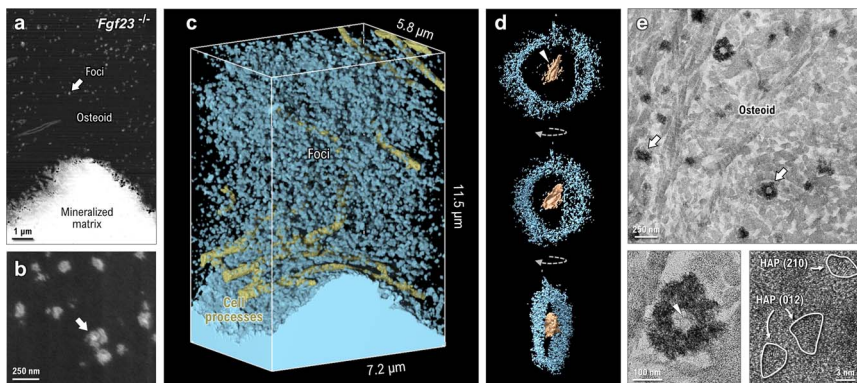 a
Fgf23 -/-
Foci
Osteoid
Mineralized
matrix
1 µm
b
250 nm
c
5.8 µm
Foci
11.5 µm
Cell
processes
7.2 µm
d
e
Osteoid
250 nm
100 nm
HAP (210)
HAP (012)
3 nm